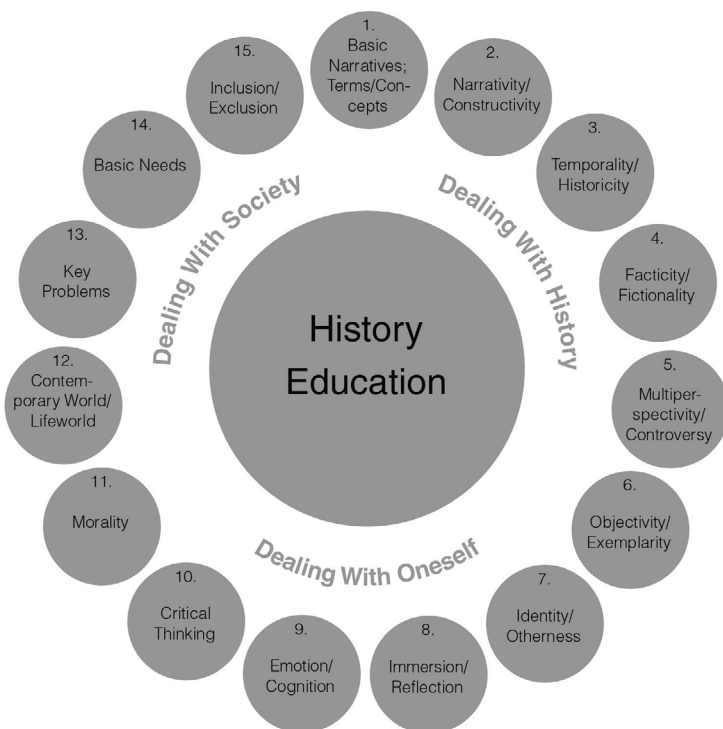 1.
Basic
Narratives;
Terms/Con-
cepts
2.
Narrativity/
Constructivity
3.
Temporality/
Historicity
4.
Facticity/
Fictionality
5.
Multiper-
spectivity/
Controversy
6.
Objectivity/
Exemplarity
7.
Identity/
Otherness
8.
Immersion/
Reflection
9.
Emotion/
Cognition
10.
Critical
Thinking
11.
Morality
12.
Contem-
porary World/
Lifeworld
13.
Key
Problems
14.
Basic Needs
15.
Inclusion/
Exclusion
Dealing With Society
Dealing With History
Dealing With Oneself
History
Education